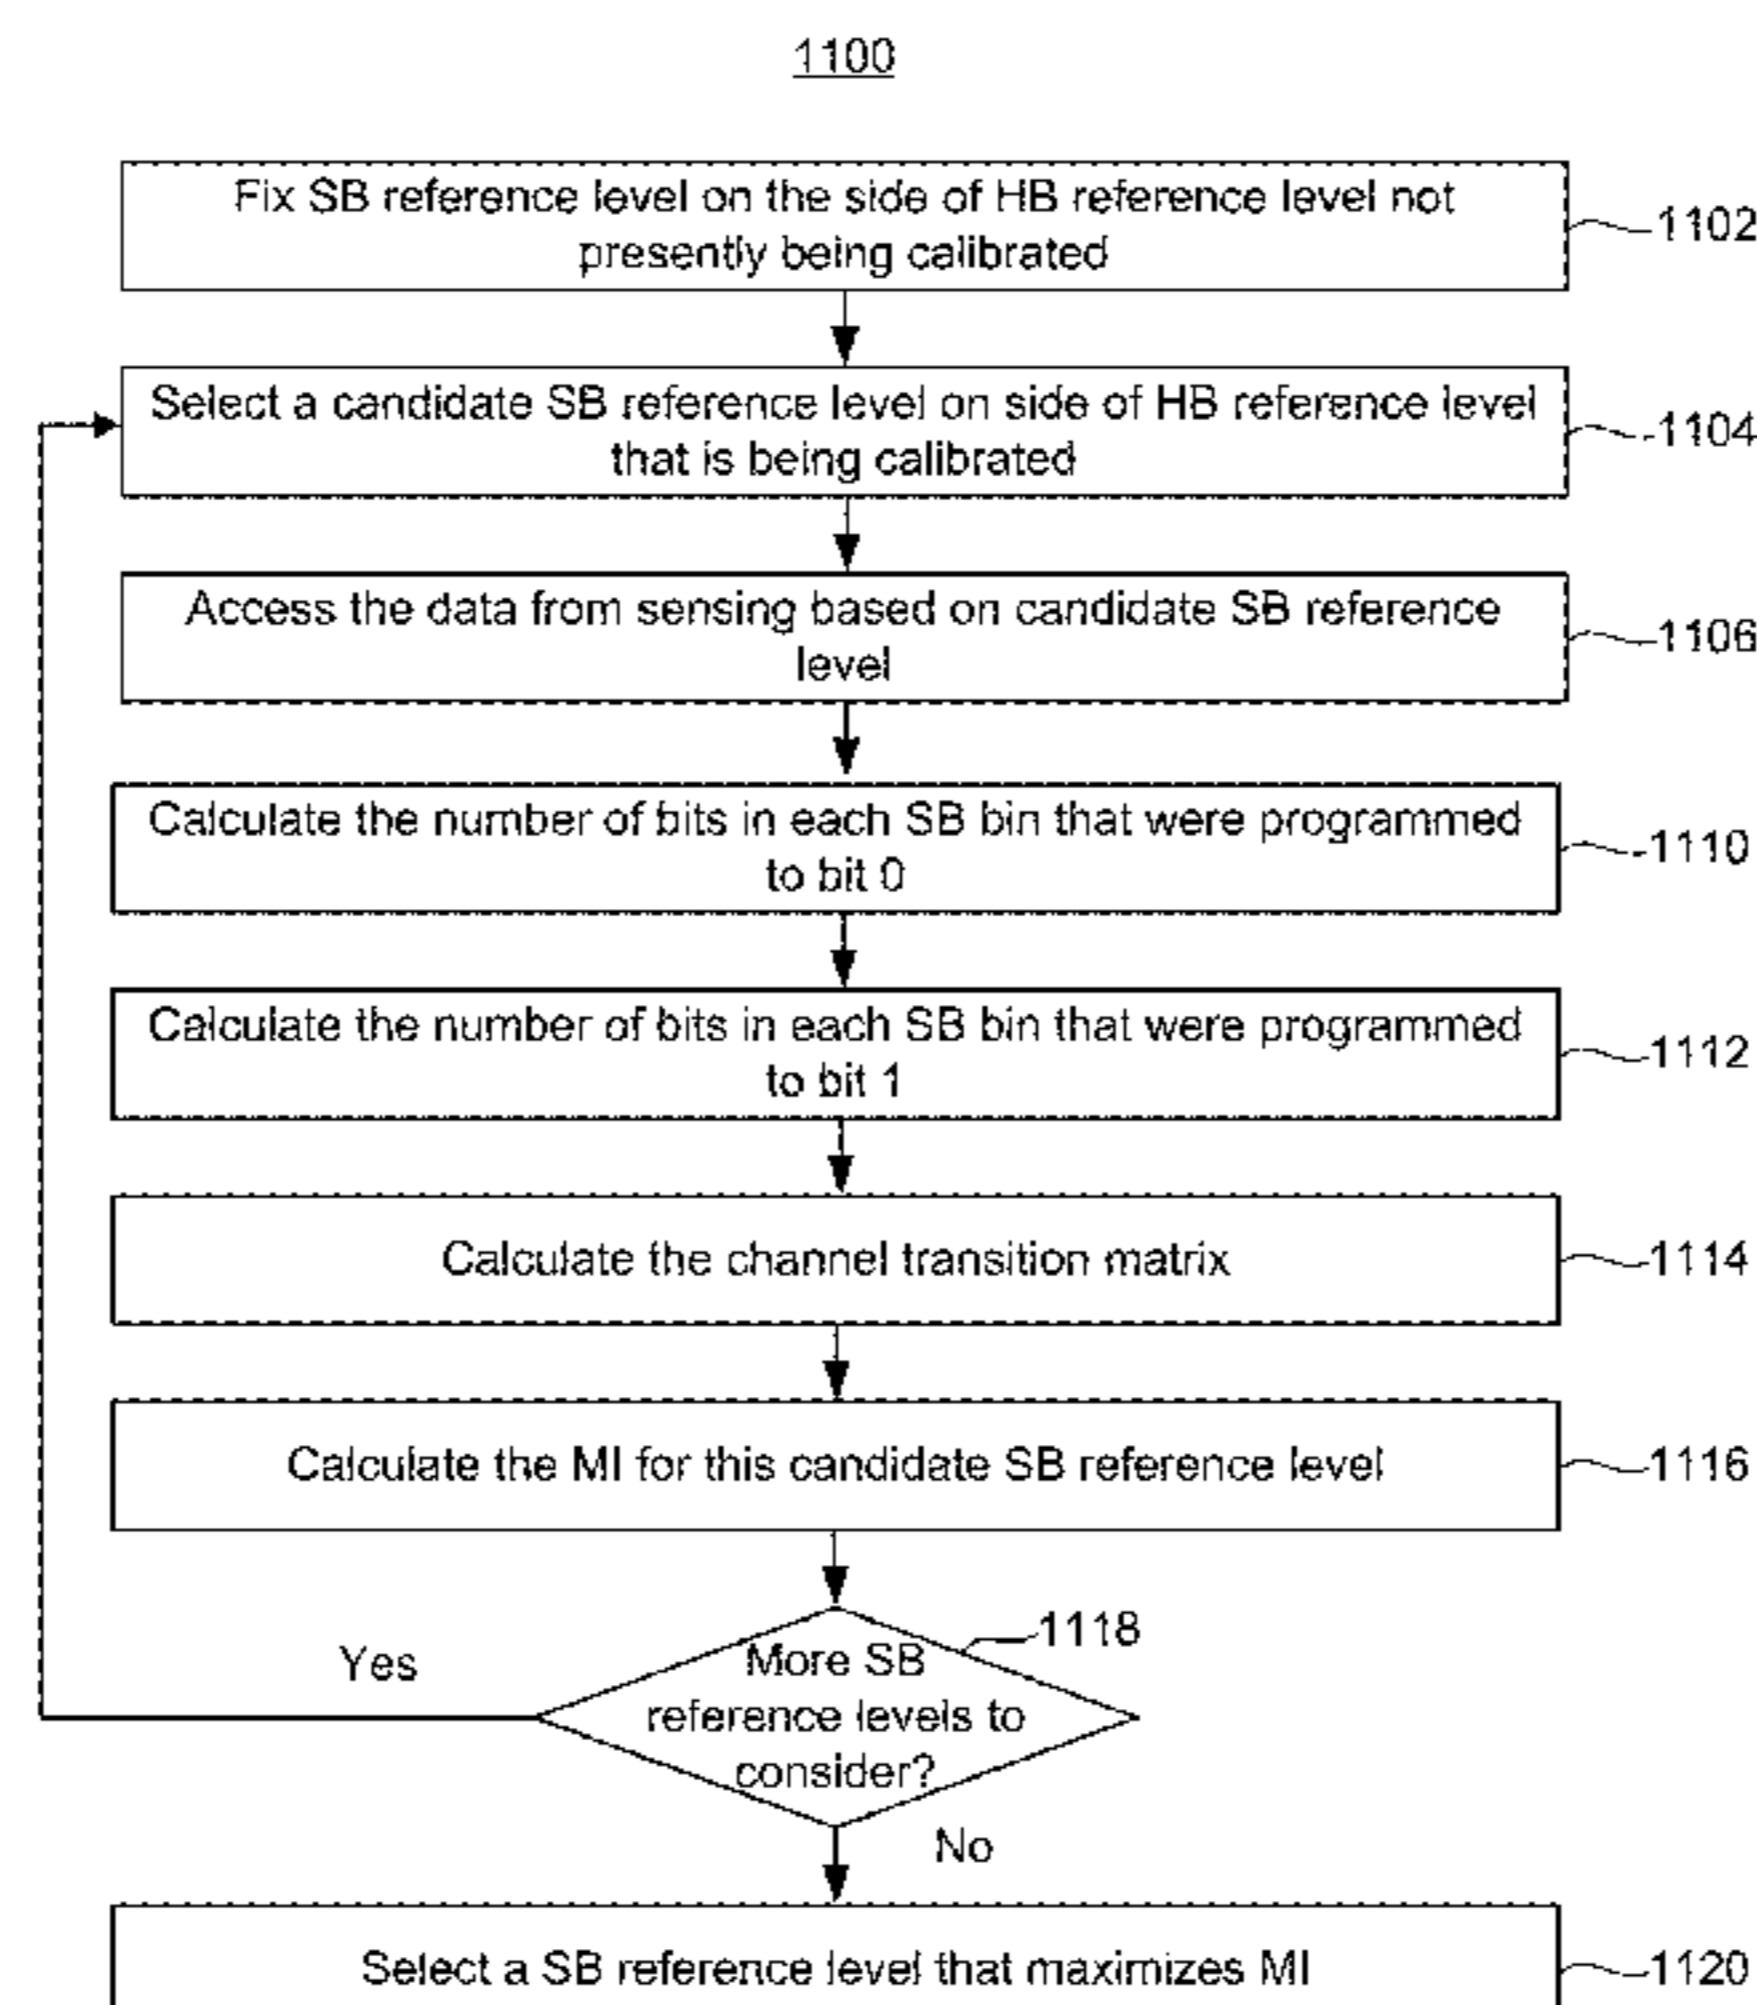 1100
Fix SB reference level on the side of HB reference level not
presently being calibrated
1102
Select a candidate SB reference level on side of HB reference level
that is being calibrated
1104
Access the data from sensing based on candidate SB reference
level
1106
Calculate the number of bits in each SB bin that were programmed
to bit 0
1110
Calculate the number of bits in each SB bin that were programmed
to bit 1
1112
Calculate the channel transition matrix
1114
Calculate the MI for this candidate SB reference level
1116
1118
More SB
reference levels to
consider?
Yes
No
Select a SB reference level that maximizes MI
1120